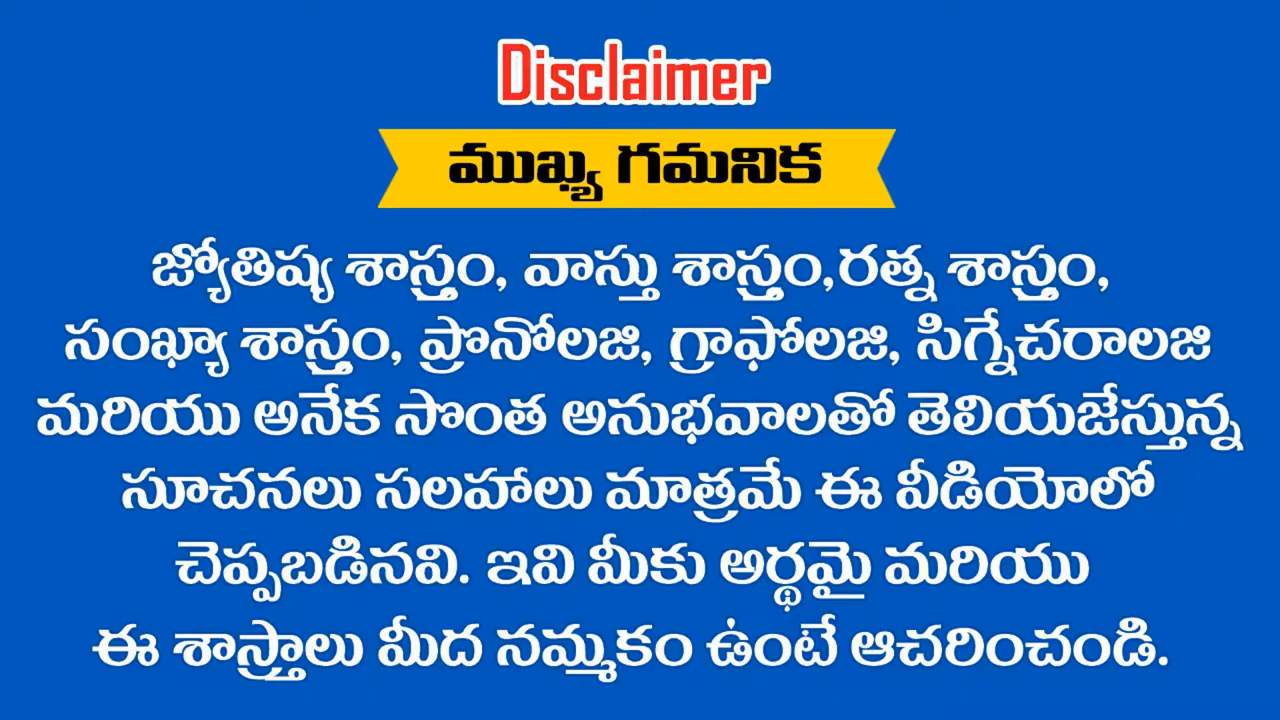 Disclaimer
ముఖ్య గమనిక
జ్యోతిష్య శాస్త్రం, వాస్తు శాస్త్రం,రత్న శాస్త్రం,
సంఖ్యా శాస్త్రం, ప్రొనోలజి, గ్రాఫోలజి, సిగ్నేచరాలజి
మరియు అనేక సొంత అనుభవాలతో తెలియజేస్తున్న
సూచనలు సలహాలు మాత్రమే ఈ వీడియోలో
చెప్పబడినవి. ఇవి మీకు అర్థమై మరియు
ఈ శాస్త్రాలు మీద నమ్మకం ఉంటే ఆచరించండి.